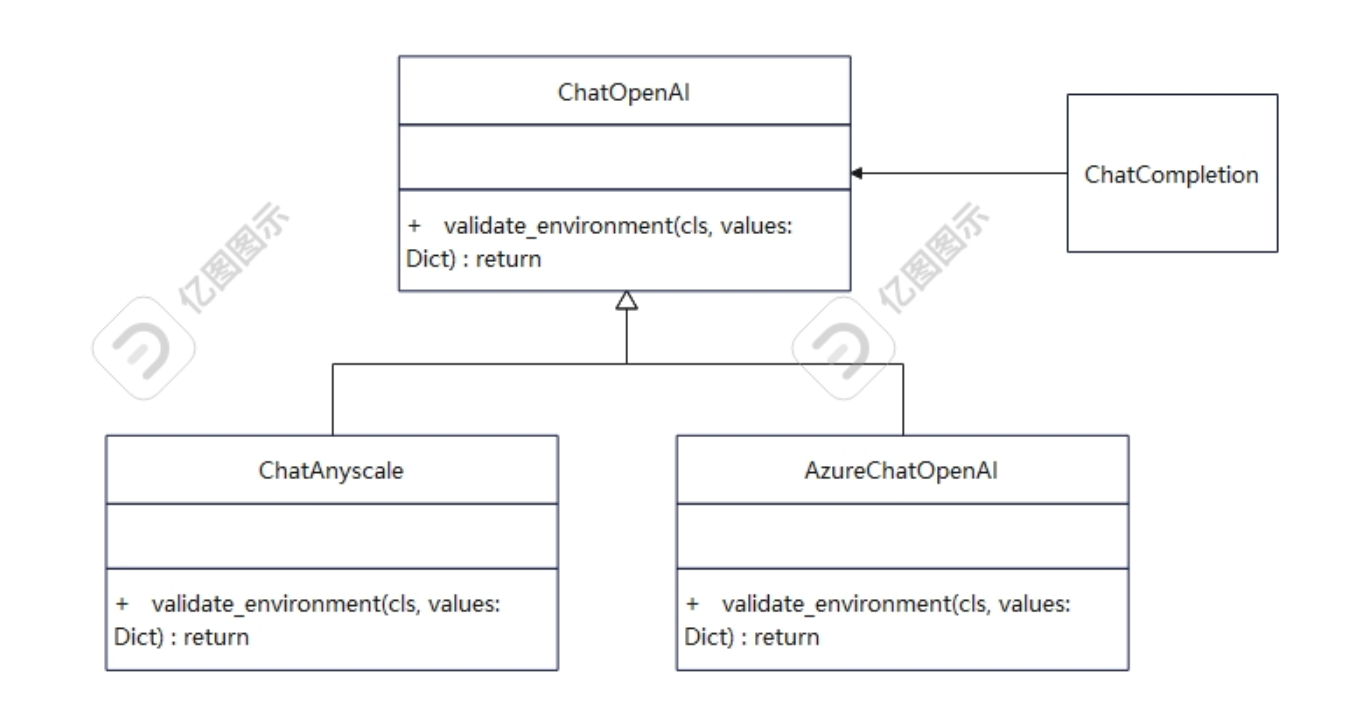 ChatOpenAI
ChatCompletion
+ validate_environment(cls, values:
Dict) : return
亿图图示
亿图图示
ChatAnyscale
AzureChatOpenAI
+ validate_environment(cls, values:
Dict) : return
+ validate_environment(cls, values:
Dict) : return